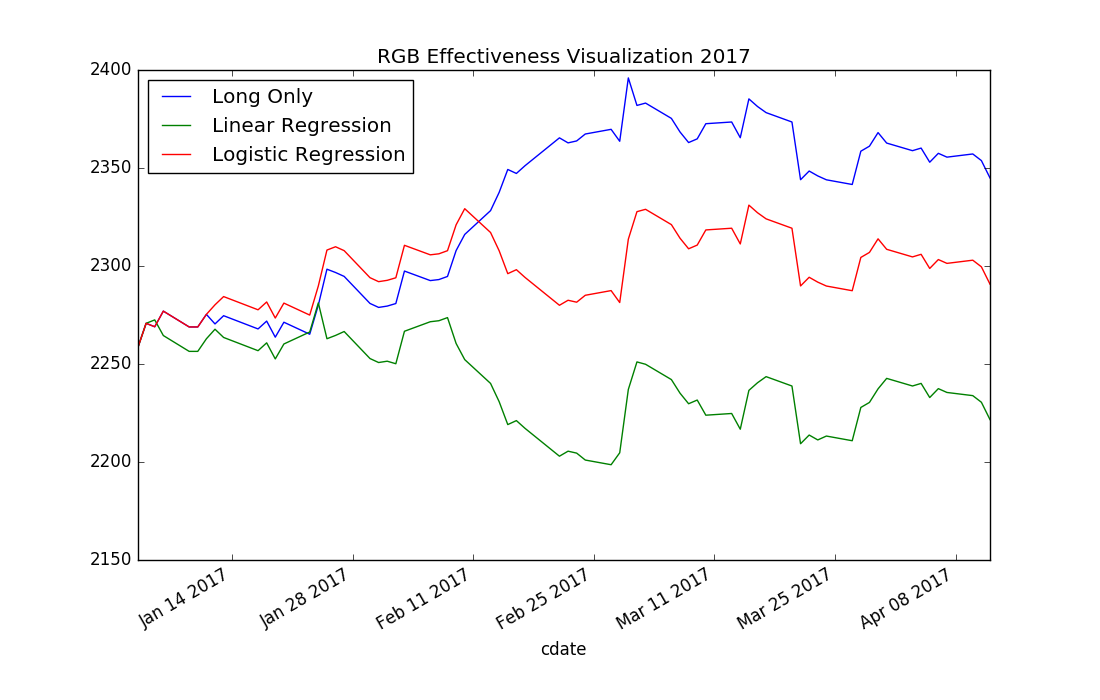 RGB Effectiveness Visualization 2017
2400
2350
2300
2250
2200
2150
Long Only
Linear Regression
Logistic Regression
Jan 14 2017
Jan 28 2017
Feb 11 2017
Feb 25 2017
Mar 11 2017
Mar 25 2017
Apr 08 2017
cdate